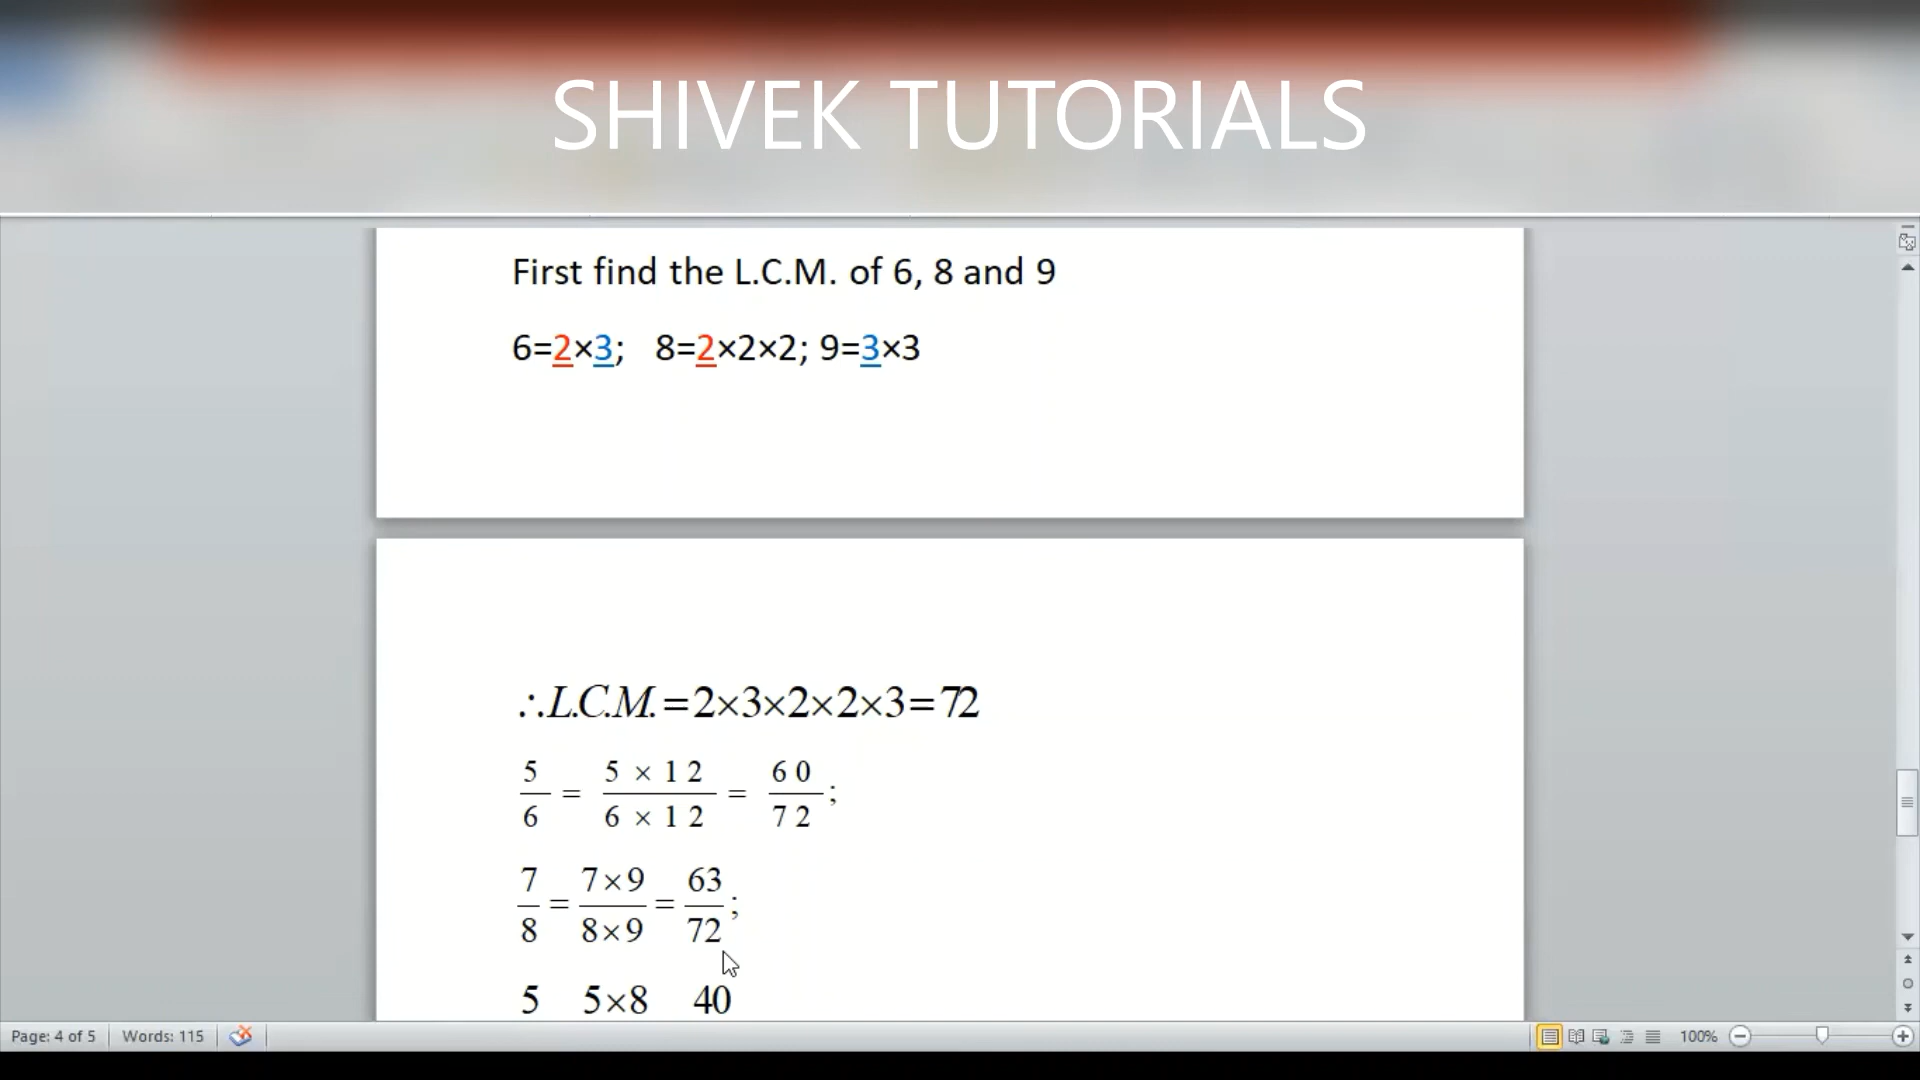 SHIVEK TUTORIALS
First find the L.C.M. of 6, 8 and 9
6=2×3; 8=2×2×2; 9=3×3
∴L.C.M.=2×3×2×2×3=72
5/6 = 5×12/6×12 = 60/72;
7/8 = 7×9/8×9 = 63/72;
5 5×8 40
Page: 4 of 5 Words: 115 100%